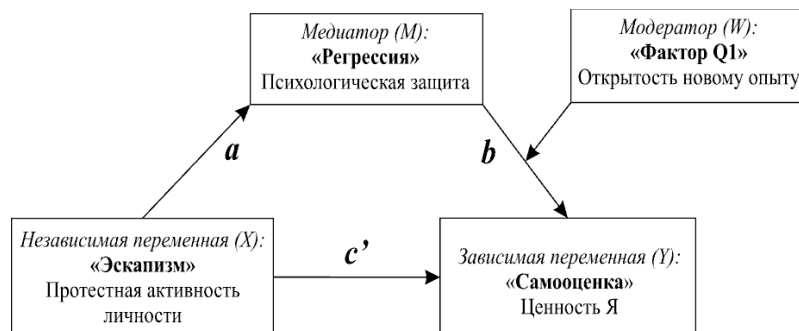 Медиатор (M):
«Регрессия»
Психологическая защита
Модератор (W):
«Фактор Q1»
Открытость новому опыту
a
b
Независимая переменная (X):
«Эскапизм»
Протестная активность
личности
c’
Зависимая переменная (Y):
«Самооценка»
Ценность Я